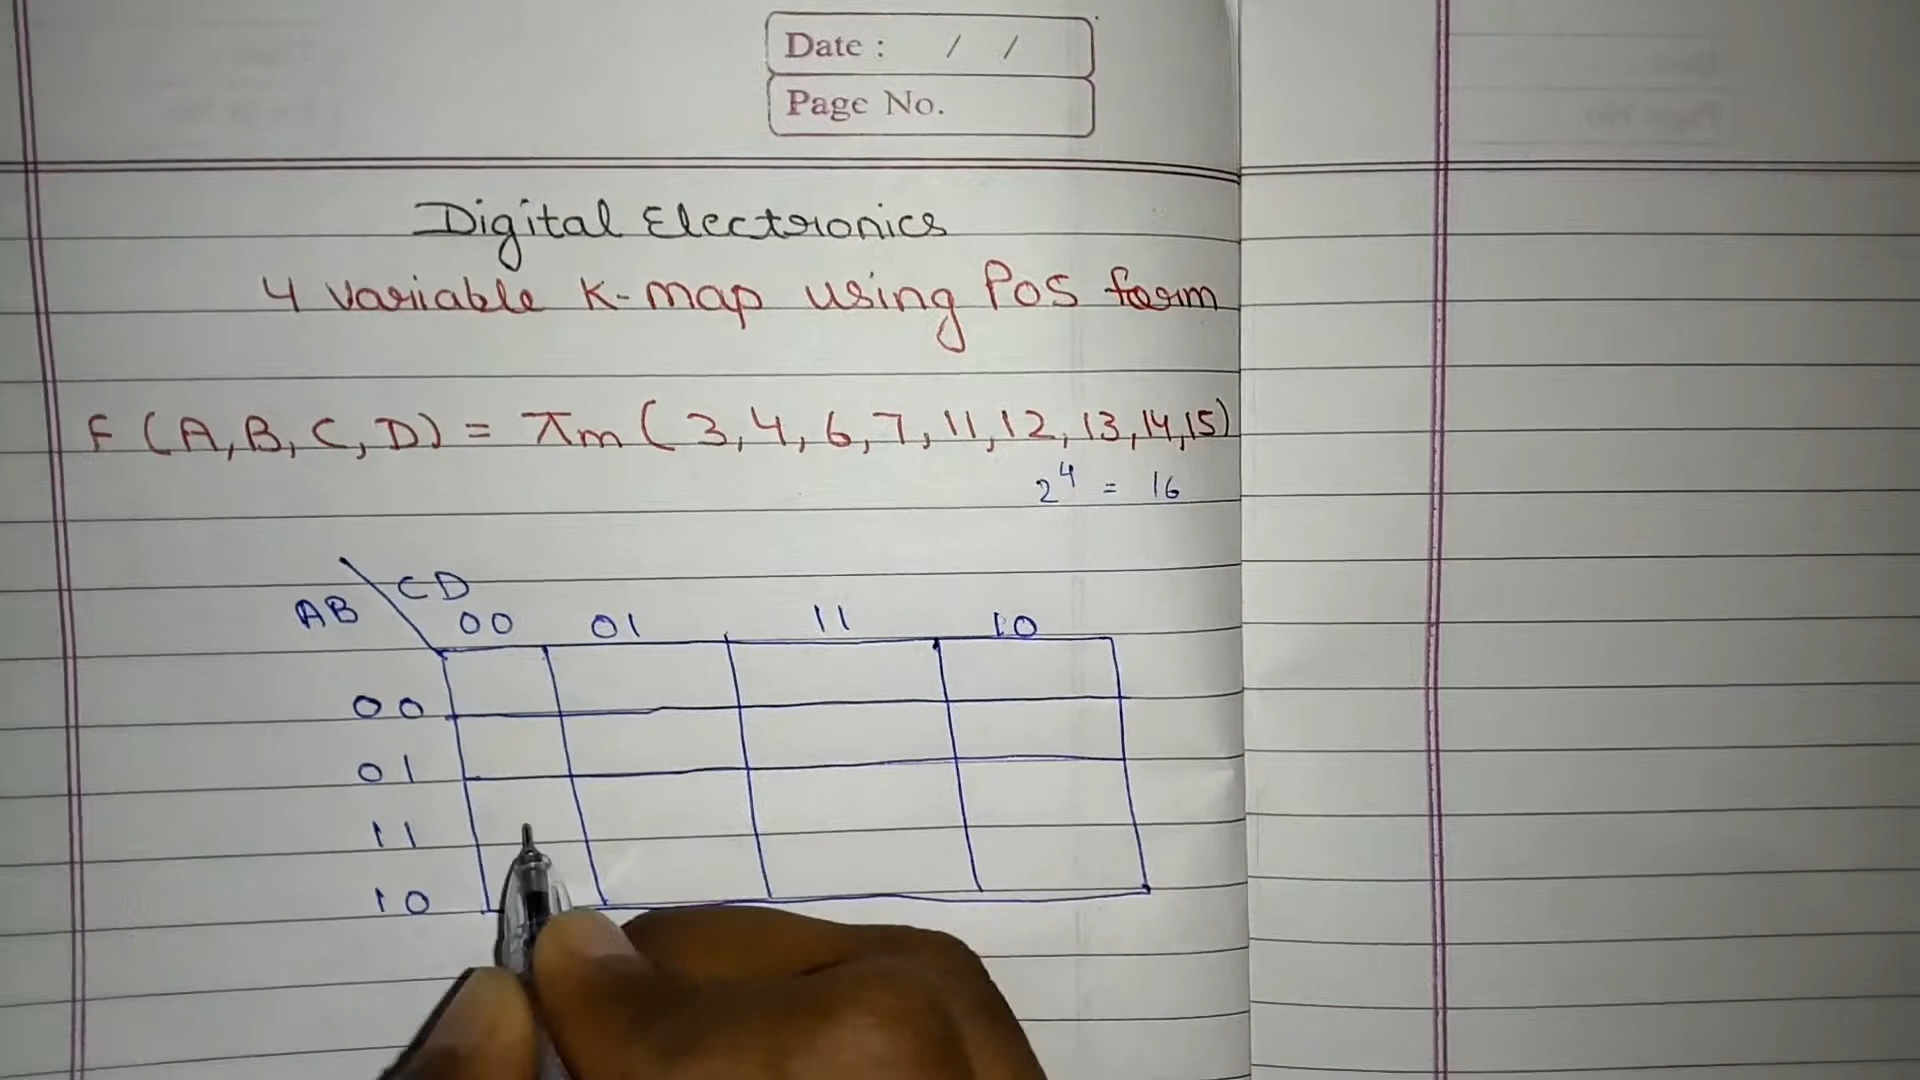 Date : / /
Page No.
Digital Electronics
4 variable K-map using POS form
F (A,B,C,D) = πm ( 3,4,6,7,11,12,13,14,15)
2⁴ = 16
AB CD
00 01 11 10
00
01
11
10